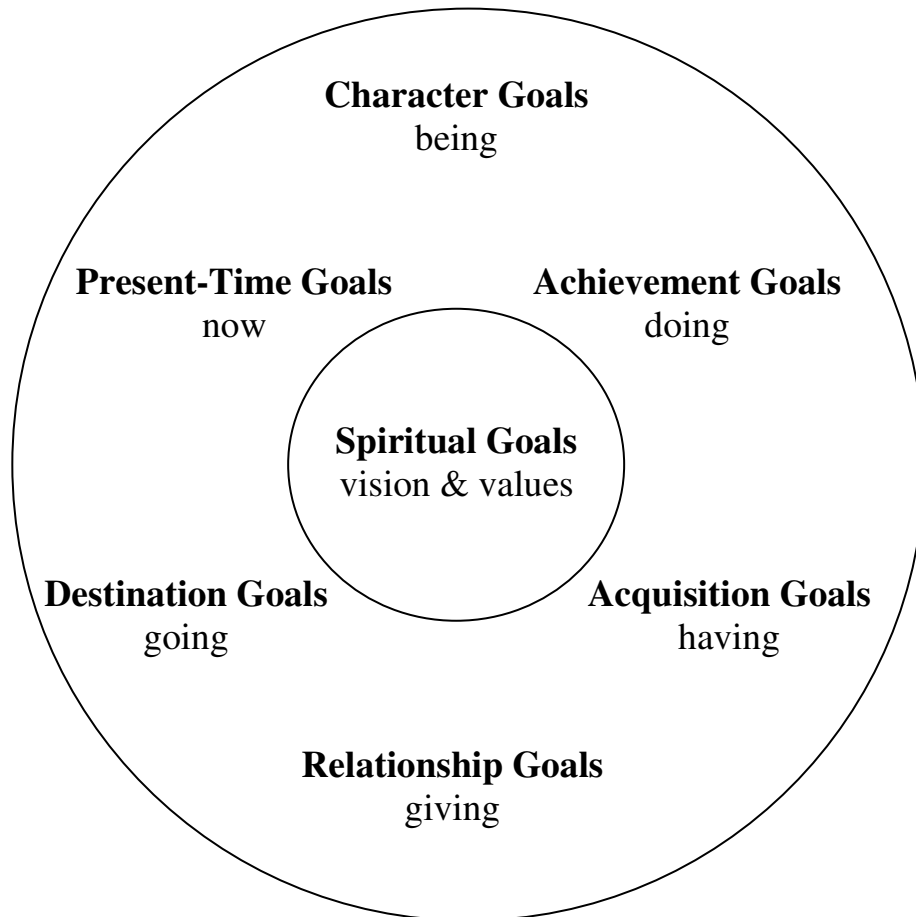 Character Goals
being
Present-Time Goals
now
Achievement Goals
doing
Spiritual Goals
vision & values
Destination Goals
going
Acquisition Goals
having
Relationship Goals
giving